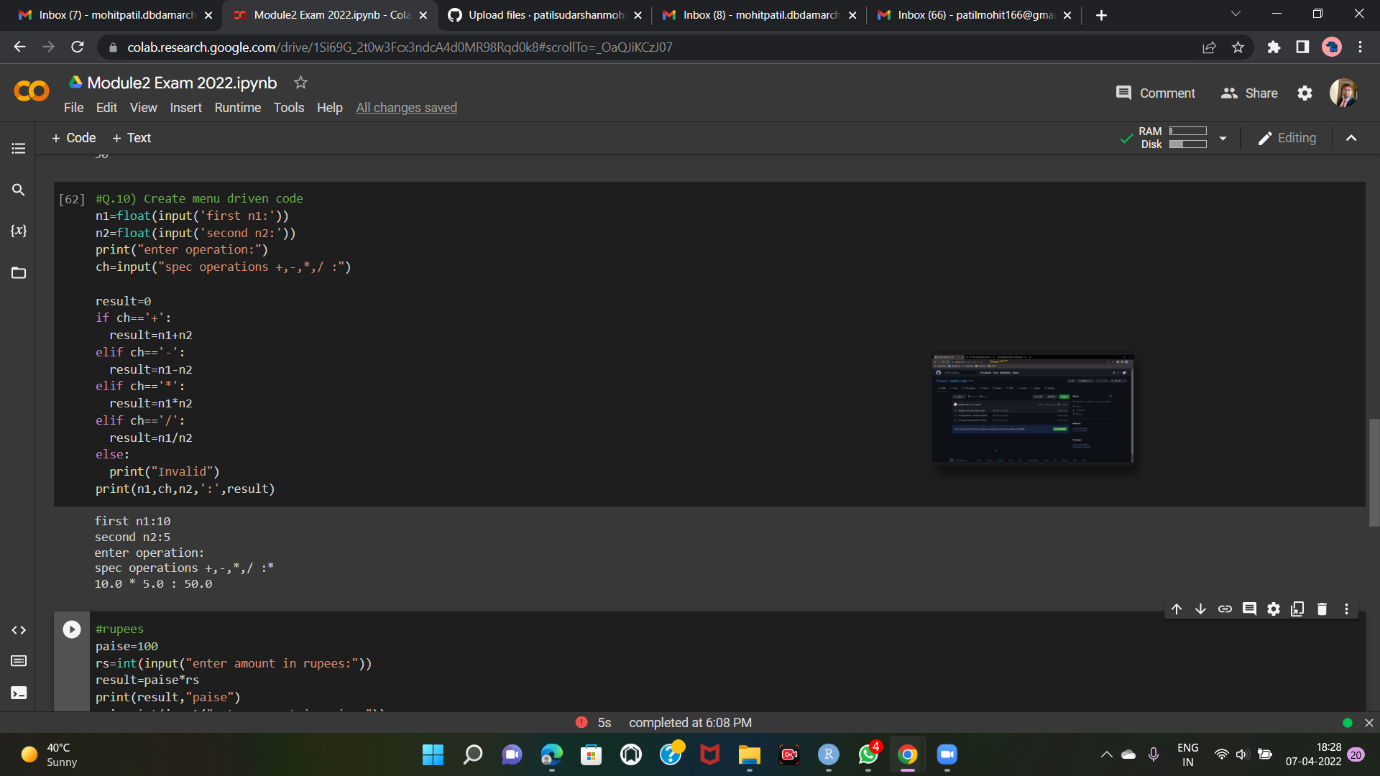 Inbox (7) - mohitpatil.dbdamarch
Module2 Exam 2022.ipynb - Cola
Upload files · patilsudarshanmohi
Inbox (8) - mohitpatil.dbdamarch
Inbox (66) - patilmohit166@gma
colab.research.google.com/drive/1Si69G_2t0w3Fcx3ndcA4d0MR98Rqd0k8#scrollTo=_OaQJiKCzJ07
Module2 Exam 2022.ipynb
Comment
Share
File Edit View Insert Runtime Tools Help All changes saved
+ Code + Text
RAM
Disk
Editing
[62] #Q.10) Create menu driven code
n1=float(input('first n1:'))
n2=float(input('second n2:'))
print("enter operation:")
ch=input("spec operations +,-,*,/ :")
result=0
if ch=='+':
result=n1+n2
elif ch=='-':
result=n1-n2
elif ch=='*':
result=n1*n2
elif ch=='/':
result=n1/n2
else:
print("Invalid")
print(n1,ch,n2,':',result)
first n1:10
second n2:5
enter operation:
spec operations +,-,*,/ :*
10.0 * 5.0 : 50.0
#rupees
paise=100
rs=int(input("enter amount in rupees:"))
result=paise*rs
print(result,"paise")
5s completed at 6:08 PM
40°C
Sunny
4
ENG
IN
18:28
07-04-2022
20